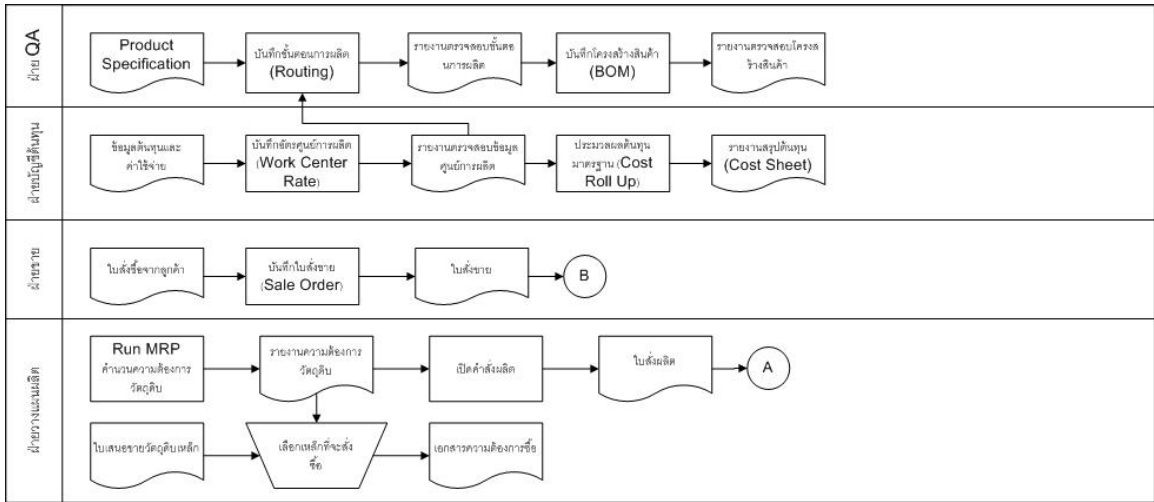 ฝ่าย QA
Product
Specification
บันทึกขั้นตอนการผลิต
(Routing)
รายงานตรวจสอบขั้นตอ
นการผลิต
บันทึกโครงสร้างสินค้า
(BOM)
รายงานตรวจสอบโครงส
ร้างสินค้า
ฝ่ายบัญชีต้นทุน
ข้อมูลต้นทุนและ
ค่าใช้จ่าย
บันทึกอัตรศูนย์การผลิต
(Work Center
Rate)
รายงานตรวจสอบข้อมูล
ศูนย์การผลิต
ประมวลผลต้นทุน
มาตรฐาน (Cost
Roll Up)
รายงานสรุปต้นทุน
(Cost Sheet)
ฝ่ายขาย
ใบสั่งซื้อจากลูกค้า
บันทึกใบสั่งขาย
(Sale Order)
ใบสั่งขาย
B
ฝ่ายวางแผนผลิต
Run MRP
คำนวนความต้องการ
วัตถุดิบ
รายงานความต้องการ
วัตถุดิบ
เปิดคำสั่งผลิต
ใบสั่งผลิต
A
ใบเสนอขายวัตถุดิบเหล็ก
เลือกเหล็กที่จะสั่ง
ซื้อ
เอกสารความต้องการซื้อ